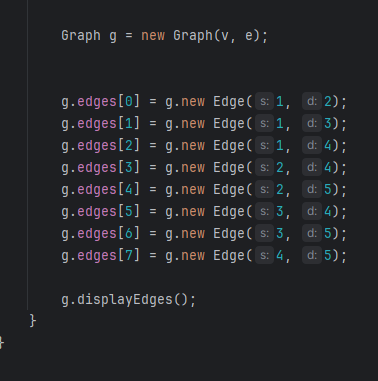 Graph g = new Graph(v, e);
g.edges[0] = g.new Edge( s: 1, d: 2);
g.edges[1] = g.new Edge( s: 1, d: 3);
g.edges[2] = g.new Edge( s: 1, d: 4);
g.edges[3] = g.new Edge( s: 2, d: 4);
g.edges[4] = g.new Edge( s: 2, d: 5);
g.edges[5] = g.new Edge( s: 3, d: 4);
g.edges[6] = g.new Edge( s: 3, d: 5);
g.edges[7] = g.new Edge( s: 4, d: 5);
g.displayEdges();
}
}